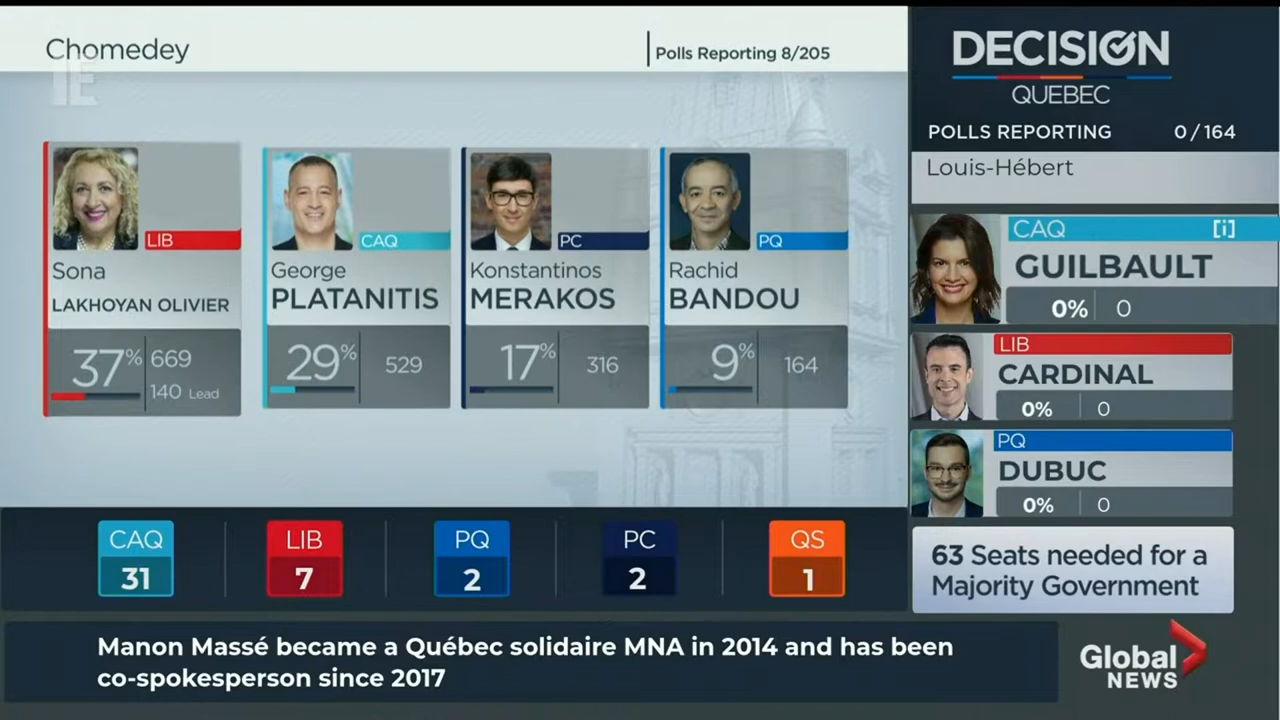 Chomedey
Polls Reporting 8/205
IE
LIB
Sona
LAKHOYAN OLIVIER
37% 669
140 Lead
CAQ
George
PLATANITIS
29% 529
PC
Konstantinos
MERAKOS
17% 316
PQ
Rachid
BANDOU
9% 164
DECISION
QUEBEC
POLLS REPORTING 0 / 164
Louis-Hébert
CAQ [i]
GUILBAULT
0% 0
LIB
CARDINAL
0% 0
PQ
DUBUC
0% 0
63 Seats needed for a
Majority Government
CAQ LIB PQ PC QS
31 7 2 2 1
Manon Massé became a Québec solidaire MNA in 2014 and has been
co-spokesperson since 2017
Global
NEWS